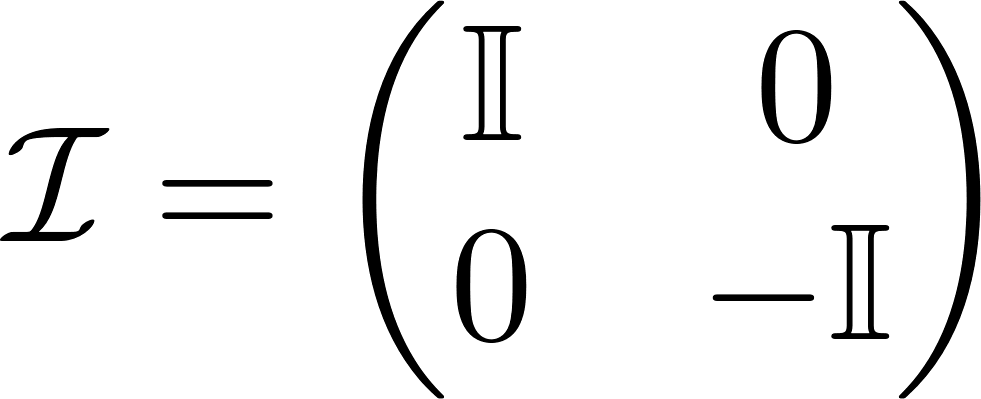 ℐ = ( 𝕀 0
0 −𝕀 )